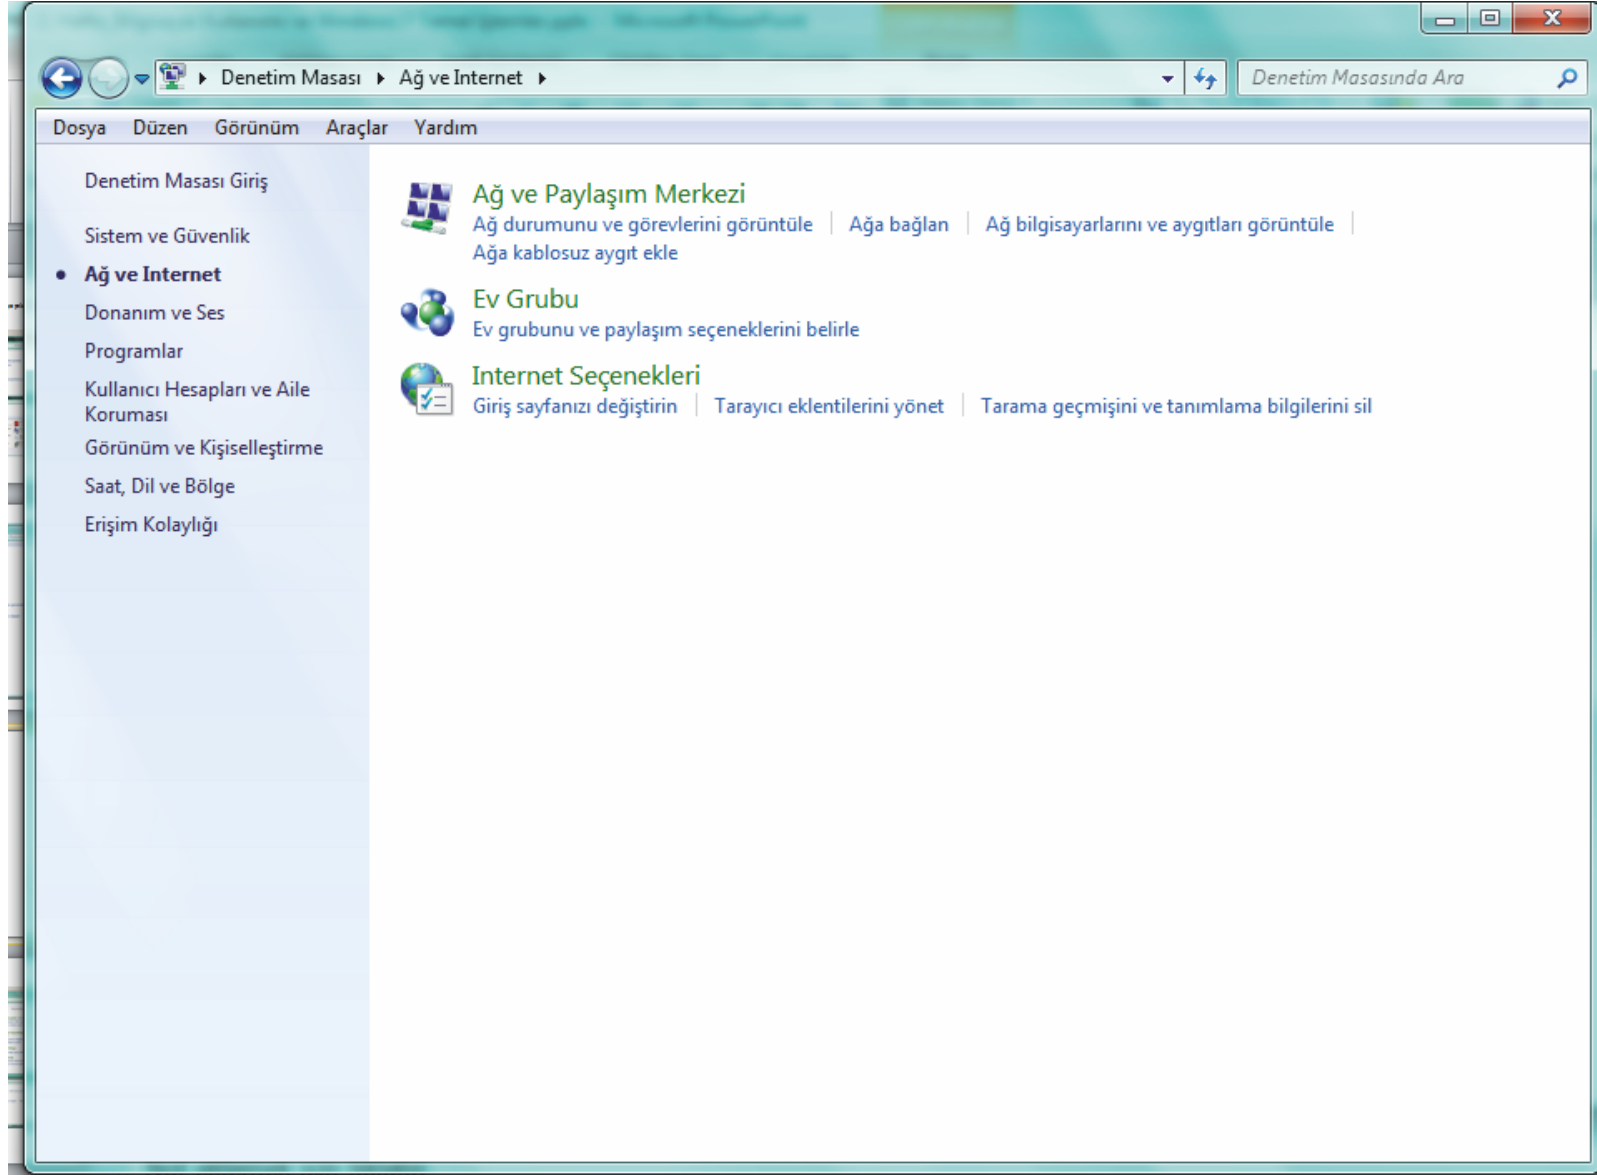 Microsoft PowerPoint
Denetim Masası
Ağ ve Internet
Denetim Masasında Ara
Dosya Düzen Görünüm Araçlar Yardım
Denetim Masası Giriş
Sistem ve Güvenlik
Ağ ve Internet
Donanım ve Ses
Programlar
Kullanıcı Hesapları ve Aile
Koruması
Görünüm ve Kişiselleştirme
Saat, Dil ve Bölge
Erişim Kolaylığı
Ağ ve Paylaşım Merkezi
Ağ durumunu ve görevlerini görüntüle Ağa bağlan Ağ bilgisayarlarını ve aygıtları görüntüle
Ağa kablosuz aygıt ekle
Ev Grubu
Ev grubunu ve paylaşım seçeneklerini belirle
Internet Seçenekleri
Giriş sayfanızı değiştirin Tarayıcı eklentilerini yönet Tarama geçmişini ve tanımlama bilgilerini sil